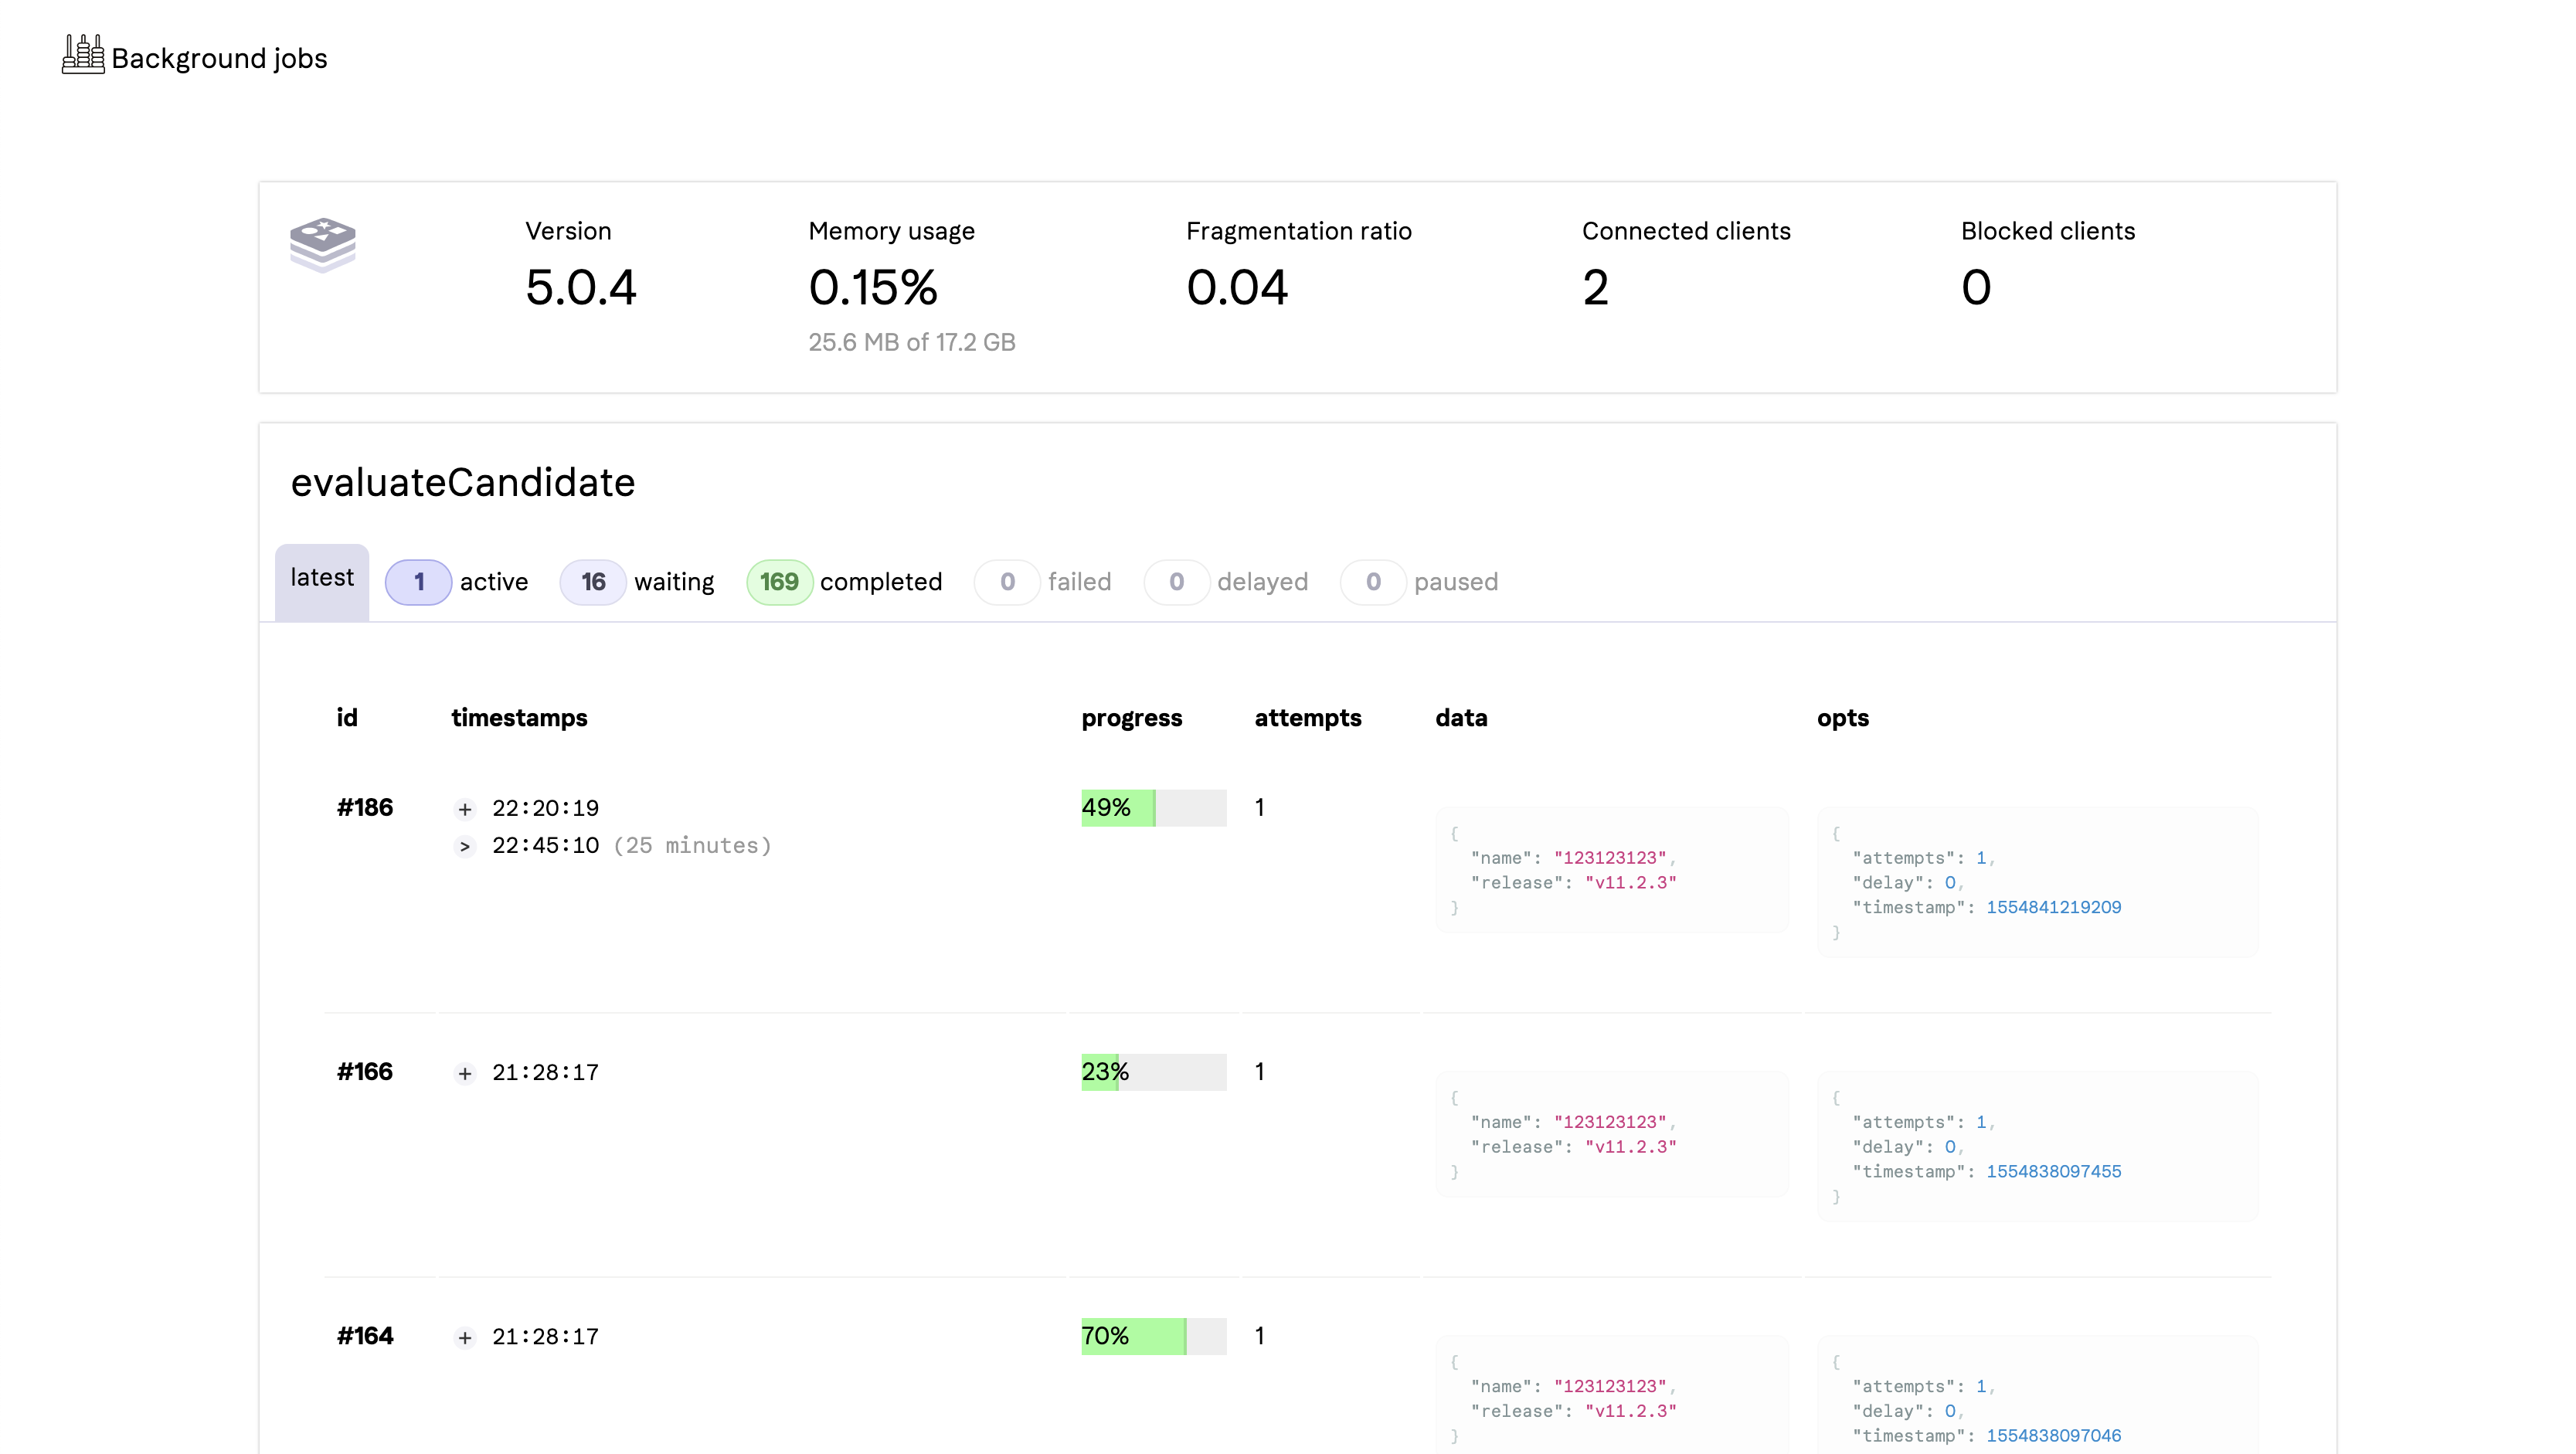 Background jobs
Version
5.0.4
Memory usage
0.15%
25.6 MB of 17.2 GB
Fragmentation ratio
0.04
Connected clients
2
Blocked clients
0
evaluateCandidate
latest 1 active 16 waiting 169 completed 0 failed 0 delayed 0 paused
id timestamps progress attempts data opts
#186
+ 22:20:19
> 22:45:10 (25 minutes)
49%
1
{
"name": "123123123",
"release": "v11.2.3"
}
{
"attempts": 1,
"delay": 0,
"timestamp": 1554841219209
}
#166
+ 21:28:17
23%
1
{
"name": "123123123",
"release": "v11.2.3"
}
{
"attempts": 1,
"delay": 0,
"timestamp": 1554838097455
}
#164
+ 21:28:17
70%
1
{
"name": "123123123",
"release": "v11.2.3"
}
{
"attempts": 1,
"delay": 0,
"timestamp": 1554838097046